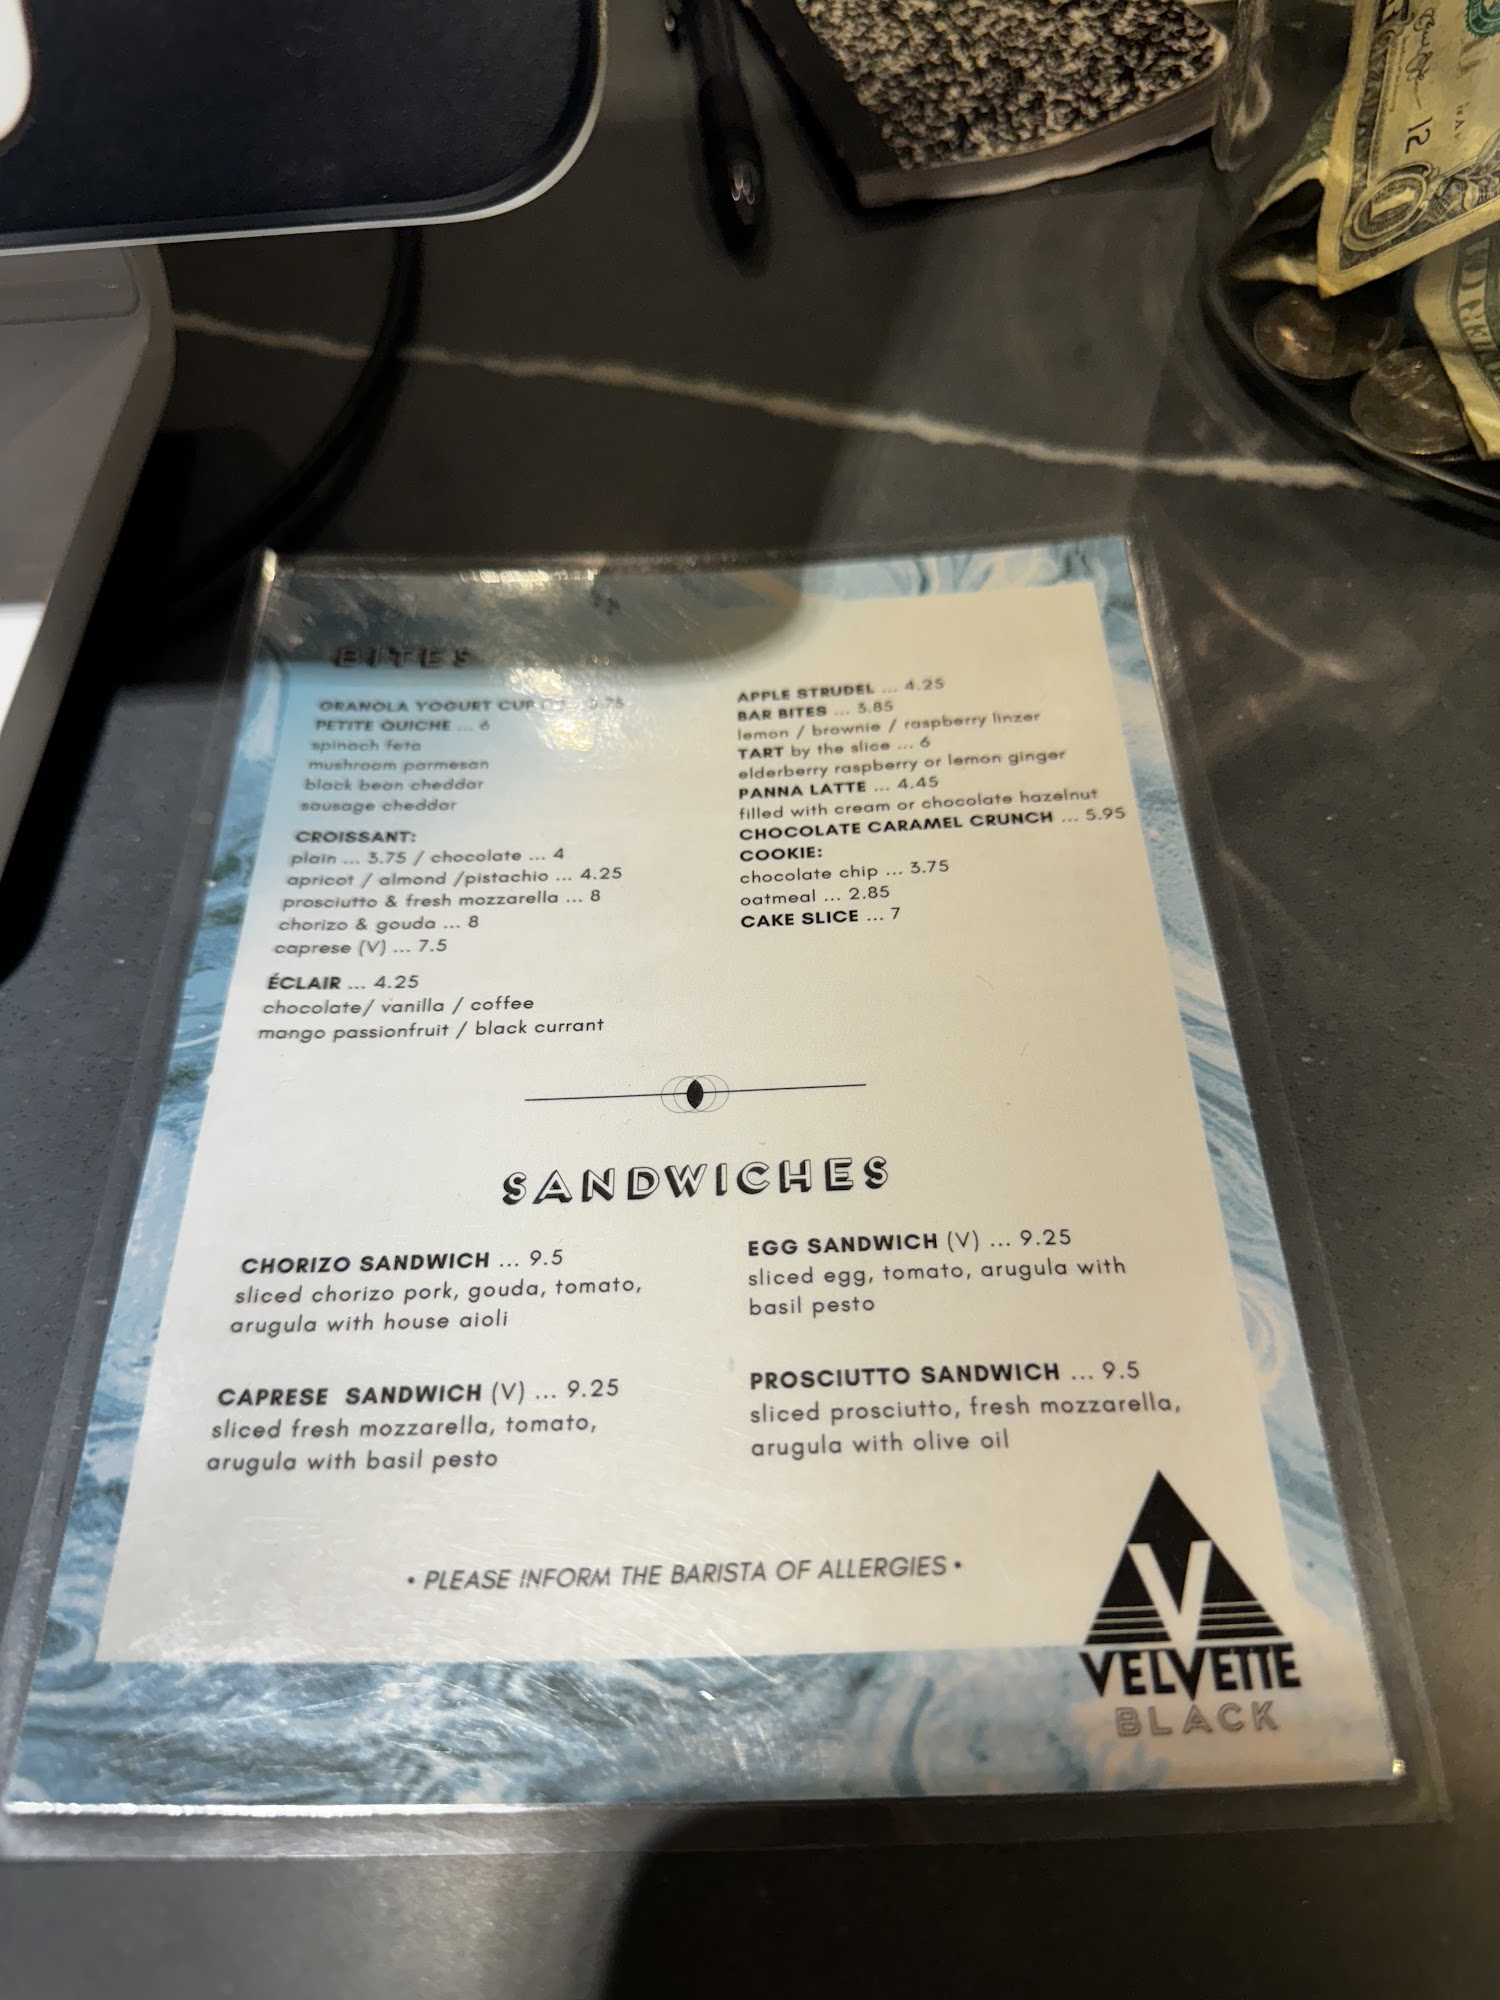 BITES
GRANOLA YOGURT CUP
PETITE QUICHE ... 6
spinach feta
mushroom parmesan
black bean cheddar
sausage cheddar
CROISSANT:
plain ... 3.75 / chocolate ... 4
apricot / almond /pistachio ... 4.25
prosciutto & fresh mozzarella ... 8
chorizo & gouda ... 8
caprese (V) ... 7.5
ÉCLAIR ... 4.25
chocolate/ vanilla / coffee
mango passionfruit / black currant
APPLE STRUDEL ... 4.25
BAR BITES ... 3.85
lemon / brownie / raspberry linzer
TART by the slice ... 6
elderberry raspberry or lemon ginger
PANNA LATTE ... 4.45
filled with cream or chocolate hazelnut
CHOCOLATE CARAMEL CRUNCH ... 5.95
COOKIE:
chocolate chip ... 3.75
oatmeal ... 2.85
CAKE SLICE ... 7
SANDWICHES
CHORIZO SANDWICH ... 9.5
sliced chorizo pork, gouda, tomato,
arugula with house aioli
CAPRESE SANDWICH (V) ... 9.25
sliced fresh mozzarella, tomato,
arugula with basil pesto
EGG SANDWICH (V) ... 9.25
sliced egg, tomato, arugula with
basil pesto
PROSCIUTTO SANDWICH ... 9.5
sliced prosciutto, fresh mozzarella,
arugula with olive oil
• PLEASE INFORM THE BARISTA OF ALLERGIES •
V
VELVETTE
BLACK
12
1